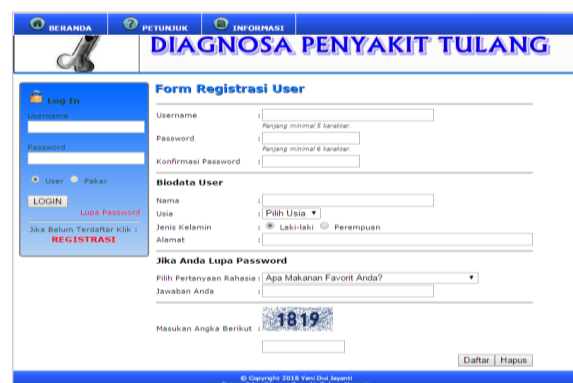 BERANDA PETUNJUK INFORMASI
DIAGNOSA PENYAKIT TULANG
Log In
Username
Password
User Pakar
LOGIN
Lupa Password
Jika Belum Terdaftar Klik :
REGISTRASI
Form Registrasi User
Username :
Panjang minimal 5 karakter.
Password :
Panjang minimal 6 karakter.
Konfirmasi Password :
Biodata User
Nama :
Usia : Pilih Usia ▼
Jenis Kelamin : Laki-laki Perempuan
Alamat :
Jika Anda Lupa Password
Pilih Pertanyaan Rahasia : Apa Makanan Favorit Anda? ▼
Jawaban Anda :
Masukan Angka Berikut : 1819
Daftar Hapus
© Copyright 2018 Yeni Dwi Jayanti